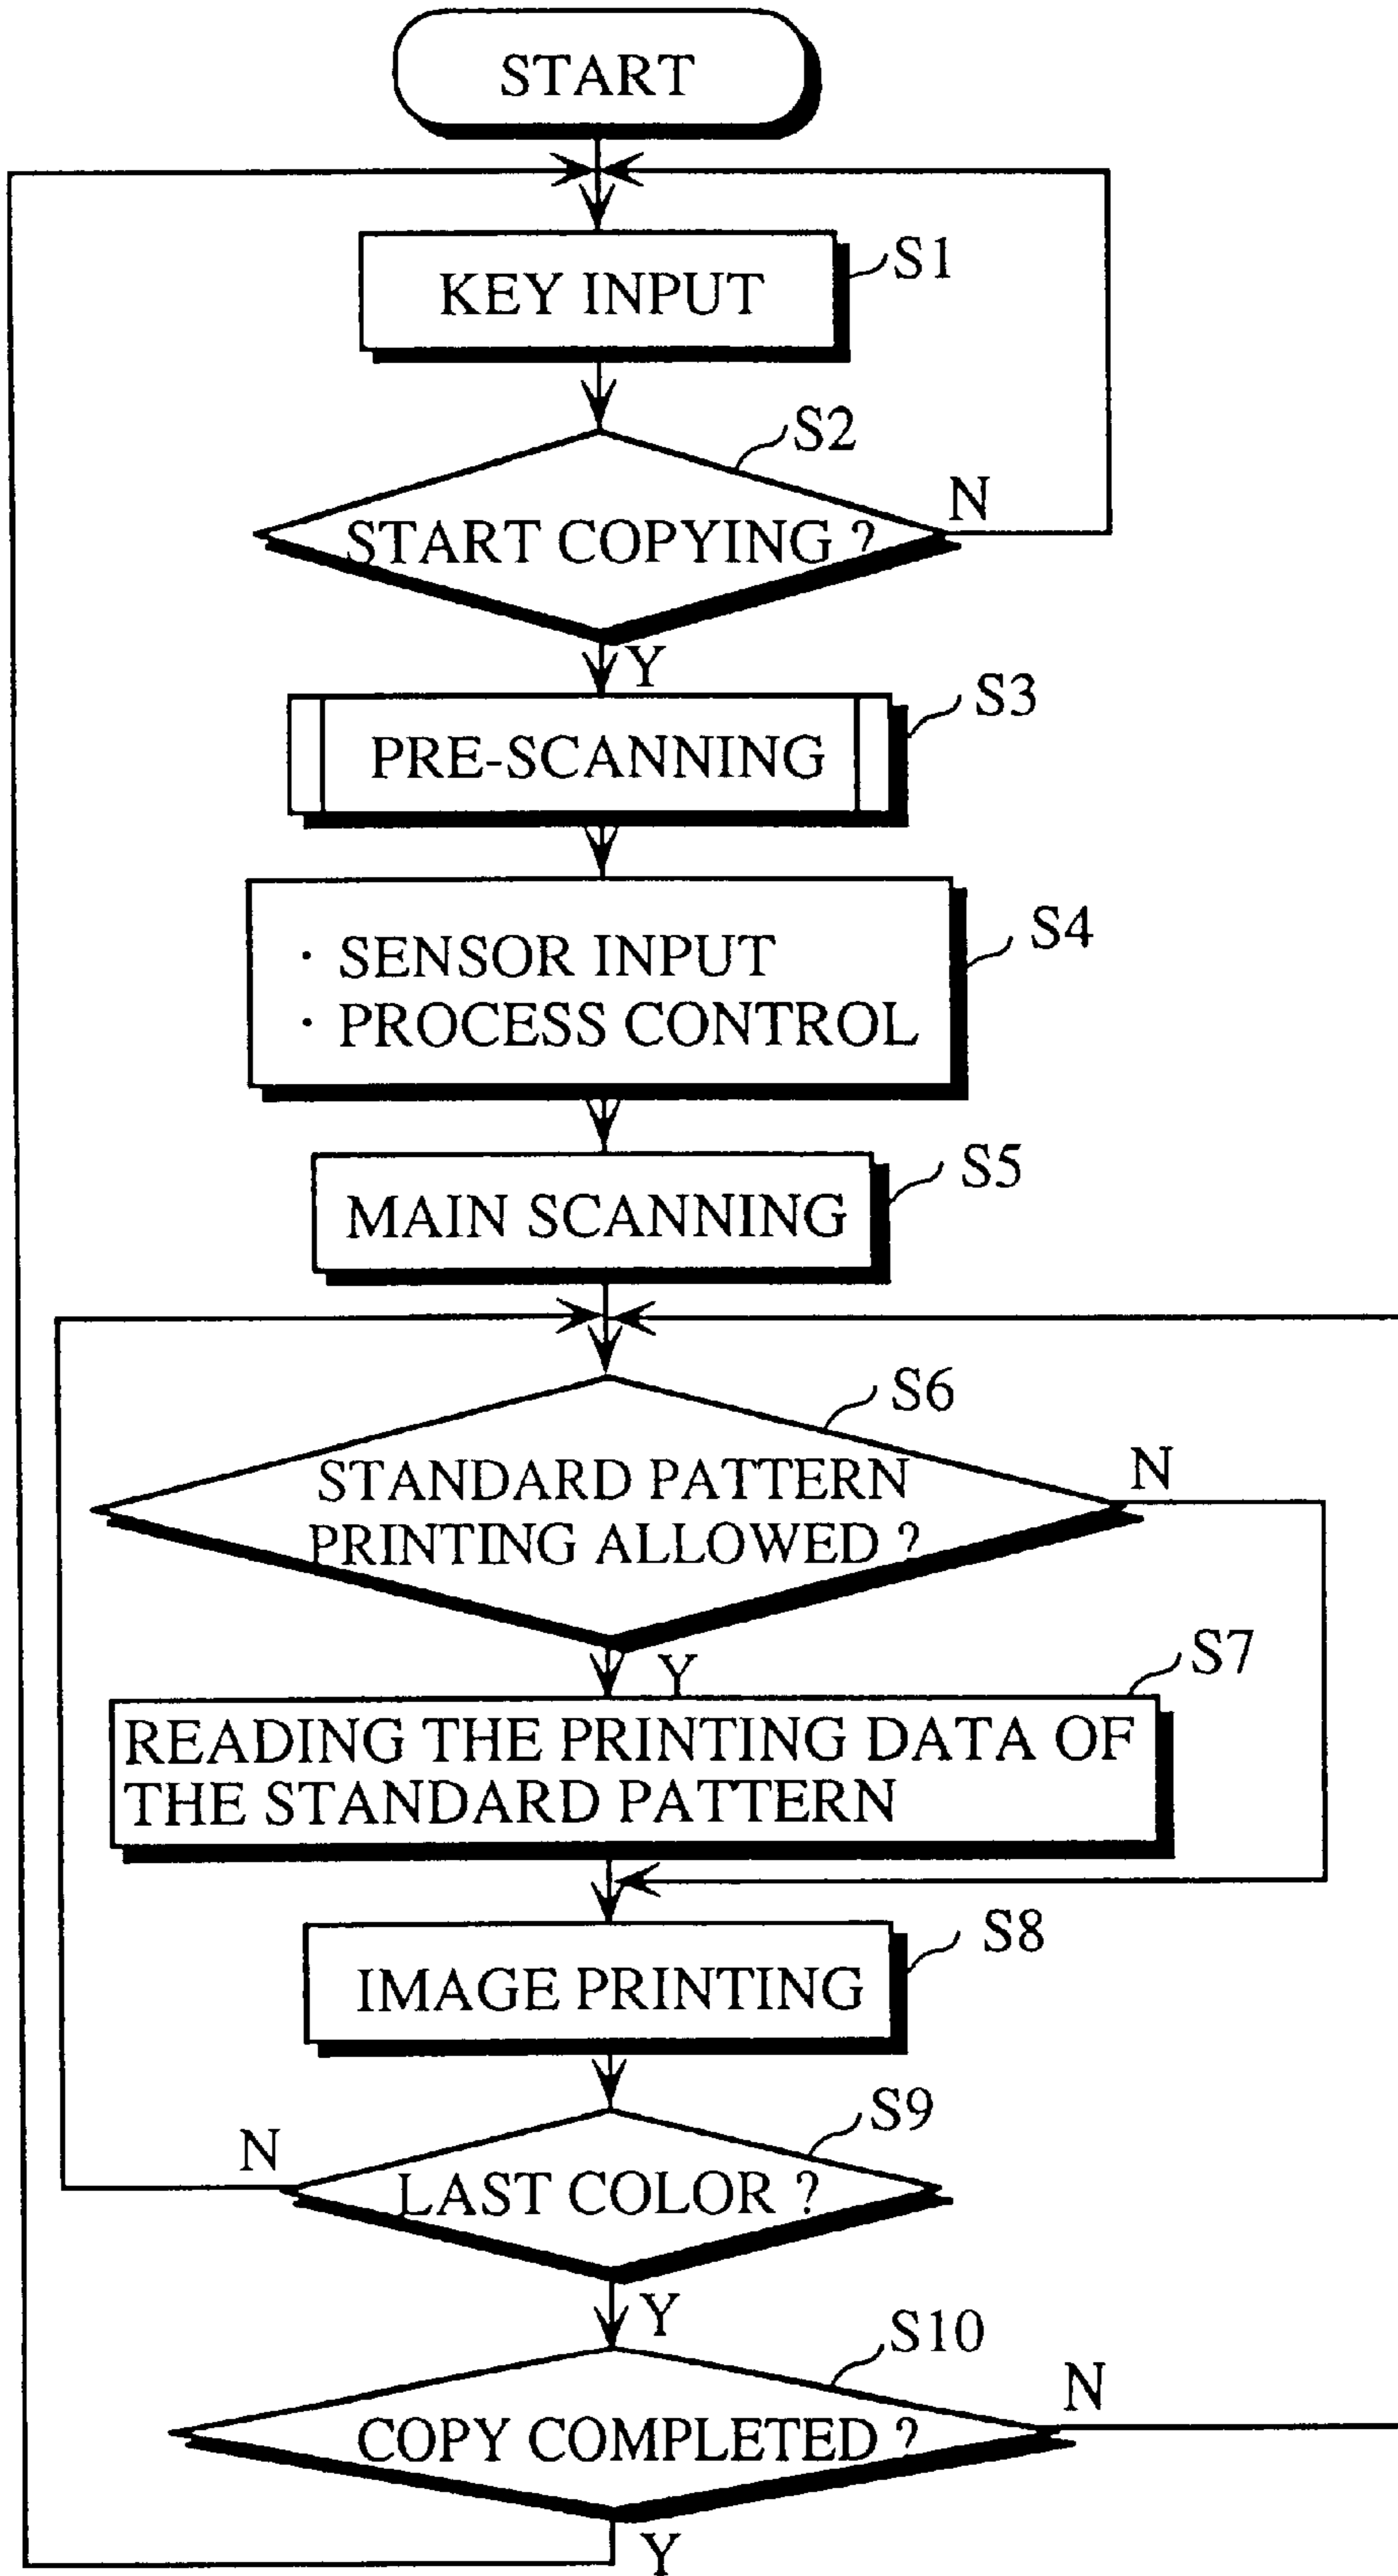 START
KEY INPUT
S1
S2
START COPYING ?
N
Y
S3
PRE-SCANNING
S4
· SENSOR INPUT
· PROCESS CONTROL
S5
MAIN SCANNING
S6
STANDARD PATTERN
PRINTING ALLOWED ?
N
Y
S7
READING THE PRINTING DATA OF
THE STANDARD PATTERN
S8
IMAGE PRINTING
S9
N
LAST COLOR ?
Y
S10
N
COPY COMPLETED ?
Y